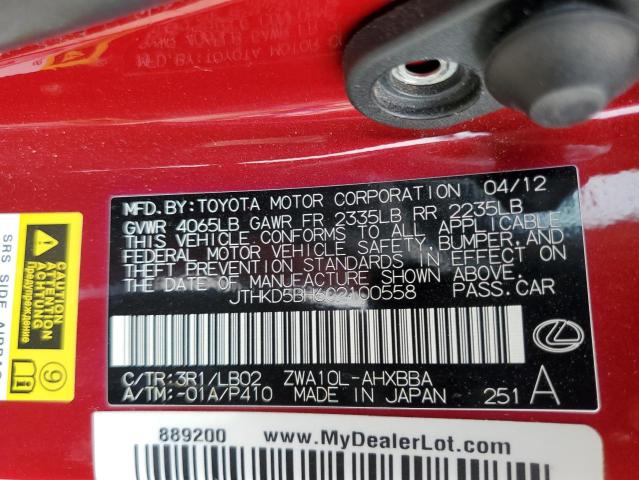 MFD.BY:TOYOTA MOTOR CORPORATION 04/12
GVWR 4065LB GAWR FR 2335LB RR 2235LB
THIS VEHICLE CONFORMS TO ALL APPLICABLE
FEDERAL MOTOR VEHICLE SAFETY, BUMPER, AND
THEFT PREVENTION STANDARDS IN EFFECT ON
THE DATE OF MANUFACTURE SHOWN ABOVE.
JTHKD5BH6C2100558 PASS.CAR
C/TR:3R1/LB02 ZWA10L-AHXBBA
A/TM:-01A/P410 MADE IN JAPAN 251 A
889200 www.MyDealerLot.com
SRS SIDE AIRBAG
ATTENTION
Предупреждение
9